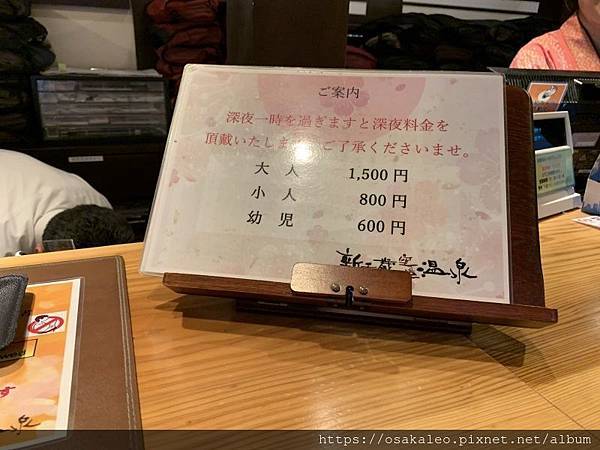 ご案内
深夜一時を過ぎますと深夜料金を
頂戴いたします ご了承くださいませ。
大人 1,500円
小人 800円
幼児 600円
温泉
https://osakaleo.pixnet.net/album